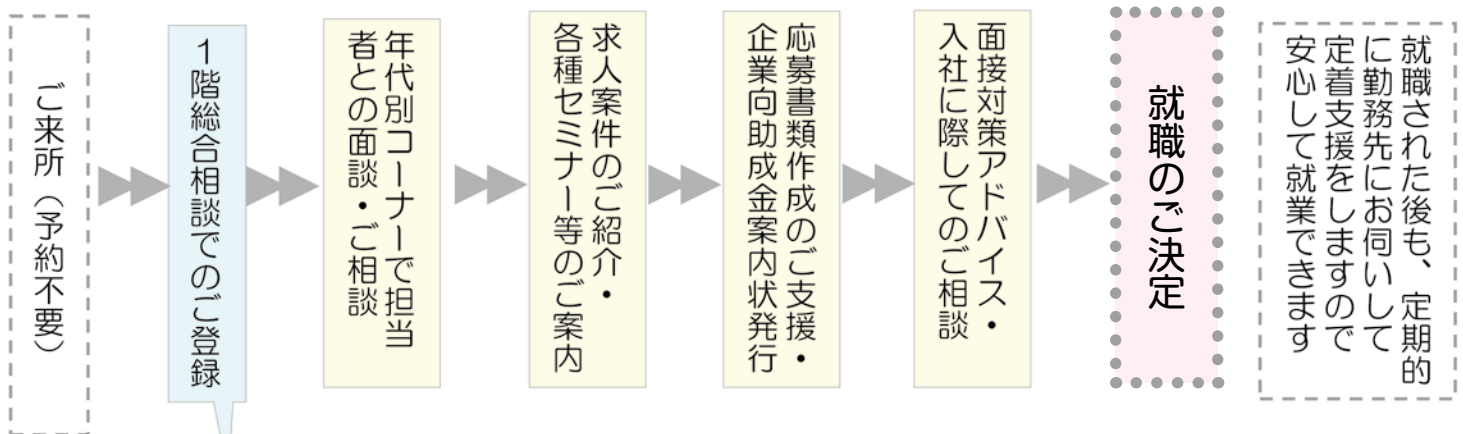 ご来所（予約不要）
１階総合相談でのご登録
年代別コーナーで担当
者との面談・ご相談
求人案件のご紹介・
各種セミナー等のご案内
応募書類作成のご支援・
企業向助成金案内状発行
面接対策アドバイス・
入社に際してのご相談
就職のご決定
就職された後も、定期的
に勤務先にお伺いして
定着支援をしますので
安心して就業できます